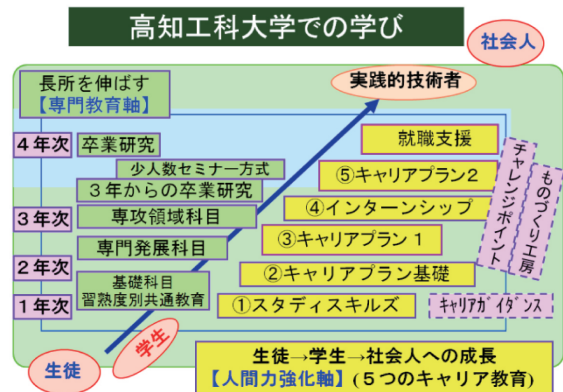 高知工科大学での学び
社会人
長所を伸ばす
【専門教育軸】
実践的技術者
4年次
卒業研究
就職支援
少人数セミナー方式
3年からの卒業研究
⑤キャリアプラン2
チャレンジポイント
ものづくり工房
3年次
専攻領域科目
④インターンシップ
専門発展科目
③キャリアプラン1
2年次
基礎科目
習熟度別共通教育
②キャリアプラン基礎
1年次
①スタディスキルズ
キャリアガイダンス
学生
生徒
生徒→学生→社会人への成長
【人間力強化軸】(5つのキャリア教育)